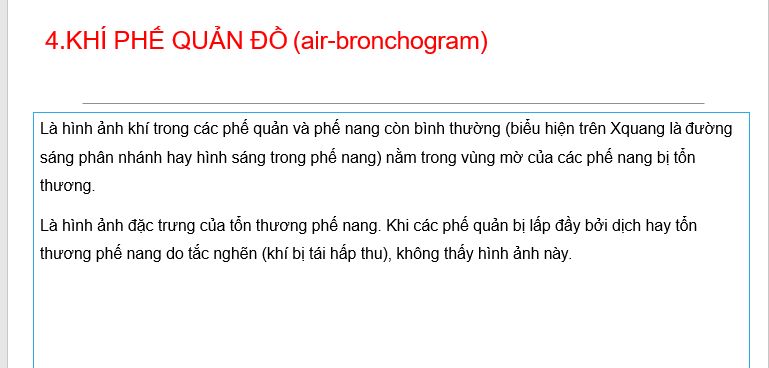 4.KHÍ PHẾ QUẢN ĐỒ (air-bronchogram)
Là hình ảnh khí trong các phế quản và phế nang còn bình thường (biểu hiện trên Xquang là đường
sáng phân nhánh hay hình sáng trong phế nang) nằm trong vùng mờ của các phế nang bị tổn
thương.
Là hình ảnh đặc trưng của tổn thương phế nang. Khi các phế quản bị lấp đầy bởi dịch hay tổn
thương phế nang do tắc nghẽn (khí bị tái hấp thu), không thấy hình ảnh này.